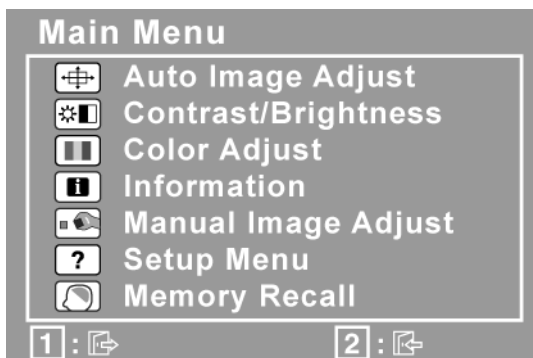 Main Menu
Auto Image Adjust
Contrast/Brightness
Color Adjust
i Information
Manual Image Adjust
? Setup Menu
Memory Recall
1 : 2 :